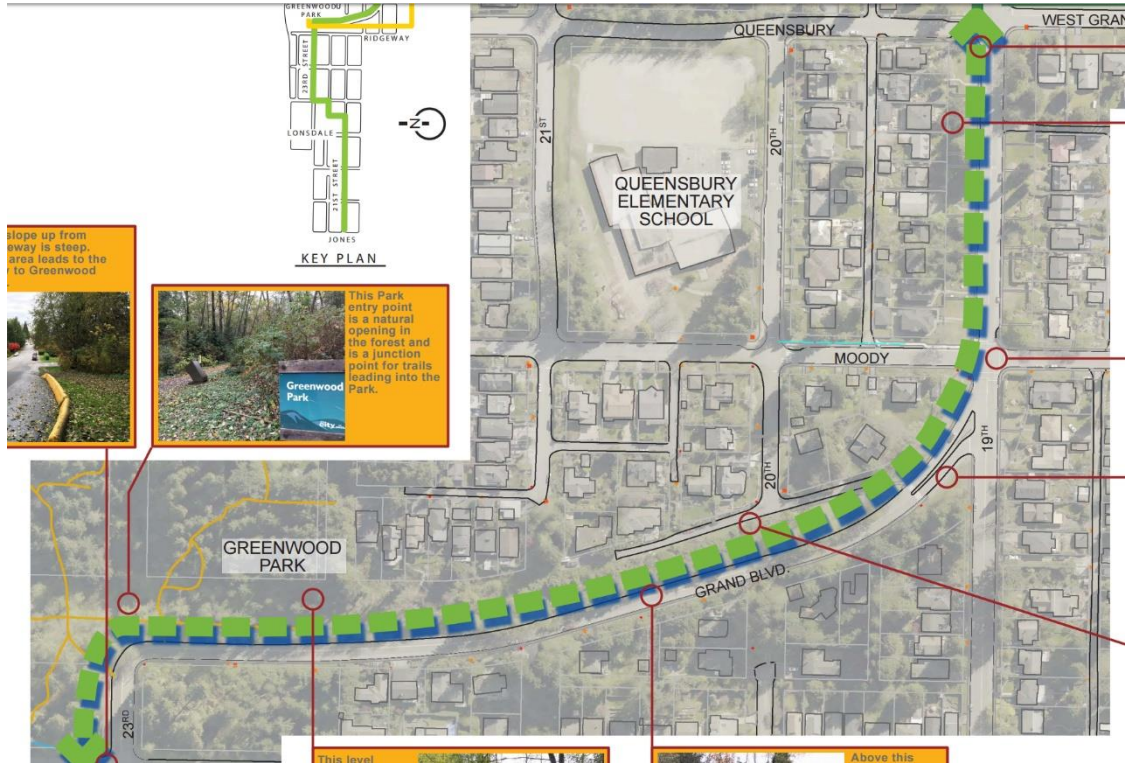 GREENWOOD
PARK
RIDGEWAY
23RD STREET
LONSDALE
21ST STREET
JONES
KEY PLAN
N
QUEENSBURY
WEST GRAN
21ST
20TH
QUEENSBURY
ELEMENTARY
SCHOOL
MOODY
19TH
20TH
slope up from
eway is steep.
area leads to the
y to Greenwood
This Park
entry point
is a natural
opening in
the forest and
is a junction
point for trails
leading into the
Park.
Greenwood
Park
city
GREENWOOD
PARK
GRAND BLVD.
23RD
This level
Above this